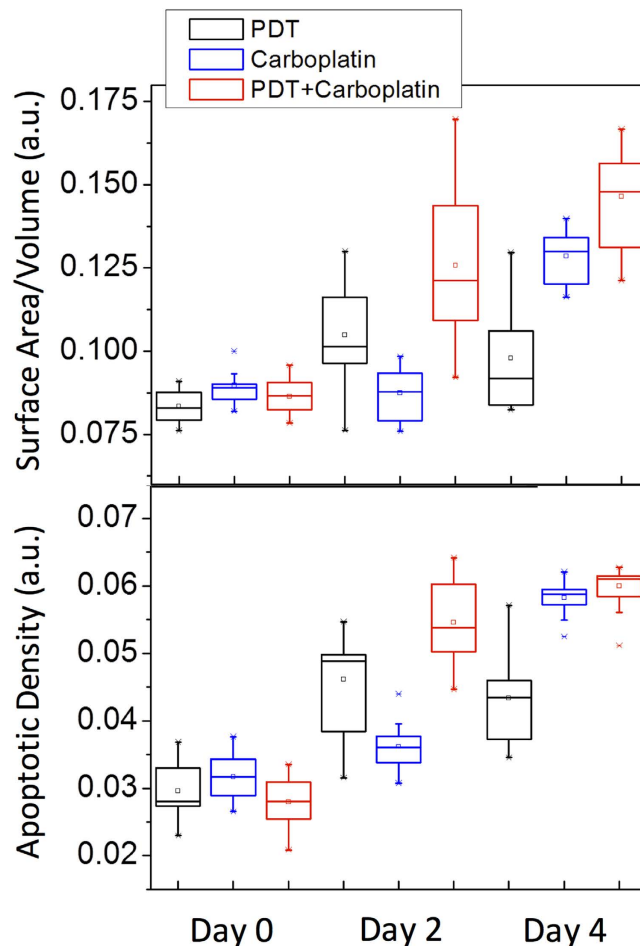 PDT
Carboplatin
PDT+Carboplatin
Surface Area/Volume (a.u.)
0.175
0.150
0.125
0.100
0.075
Apoptotic Density (a.u.)
0.07
0.06
0.05
0.04
0.03
0.02
Day 0 Day 2 Day 4